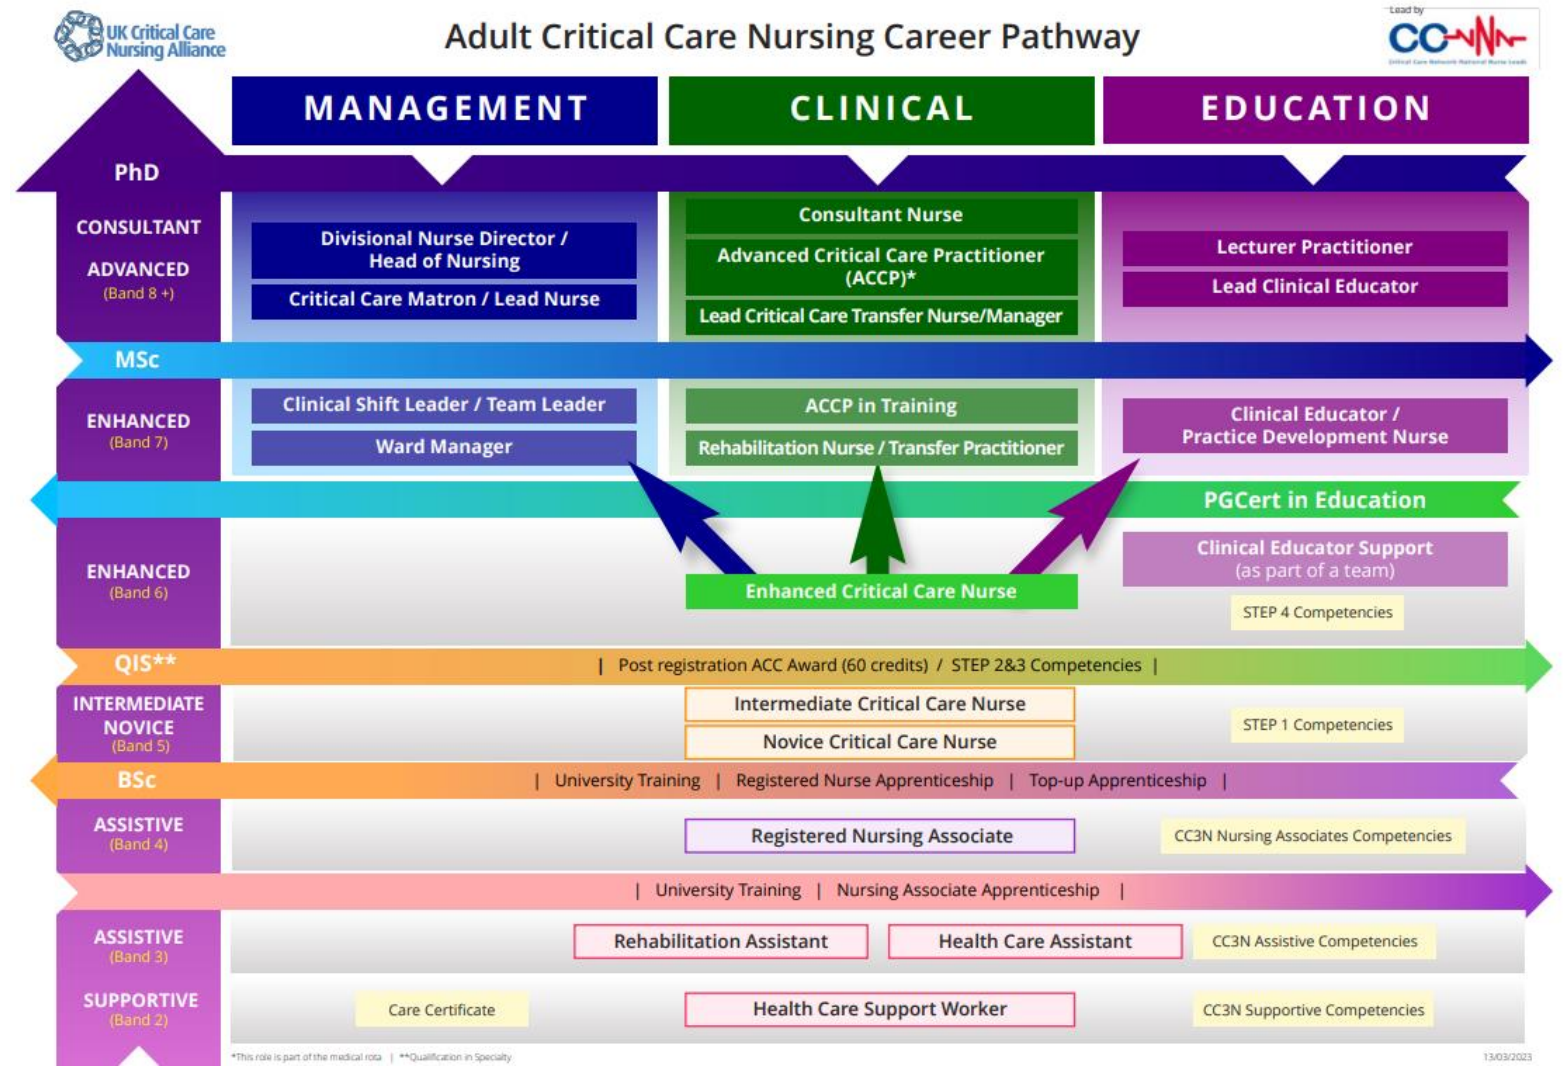 UK Critical Care
Nursing Alliance
Adult Critical Care Nursing Career Pathway
Lead by
CC
Critical Care Network National Nurse Leads
MANAGEMENT
CLINICAL
EDUCATION
PhD
CONSULTANT
ADVANCED
(Band 8 +)
Divisional Nurse Director /
Head of Nursing
Critical Care Matron / Lead Nurse
Consultant Nurse
Advanced Critical Care Practitioner
(ACCP)*
Lead Critical Care Transfer Nurse/Manager
Lecturer Practitioner
Lead Clinical Educator
MSc
ENHANCED
(Band 7)
Clinical Shift Leader / Team Leader
Ward Manager
ACCP in Training
Rehabilitation Nurse / Transfer Practitioner
Clinical Educator /
Practice Development Nurse
PGCert in Education
ENHANCED
(Band 6)
Enhanced Critical Care Nurse
Clinical Educator Support
(as part of a team)
STEP 4 Competencies
QIS**
| Post registration ACC Award (60 credits) / STEP 2&3 Competencies |
INTERMEDIATE
NOVICE
(Band 5)
Intermediate Critical Care Nurse
Novice Critical Care Nurse
STEP 1 Competencies
BSc
| University Training | Registered Nurse Apprenticeship | Top-up Apprenticeship |
ASSISTIVE
(Band 4)
Registered Nursing Associate
CC3N Nursing Associates Competencies
| University Training | Nursing Associate Apprenticeship |
ASSISTIVE
(Band 3)
Rehabilitation Assistant
Health Care Assistant
CC3N Assistive Competencies
SUPPORTIVE
(Band 2)
Care Certificate
Health Care Support Worker
CC3N Supportive Competencies
*This role is part of the medical rota | **Qualification in Specialty
13/03/2023